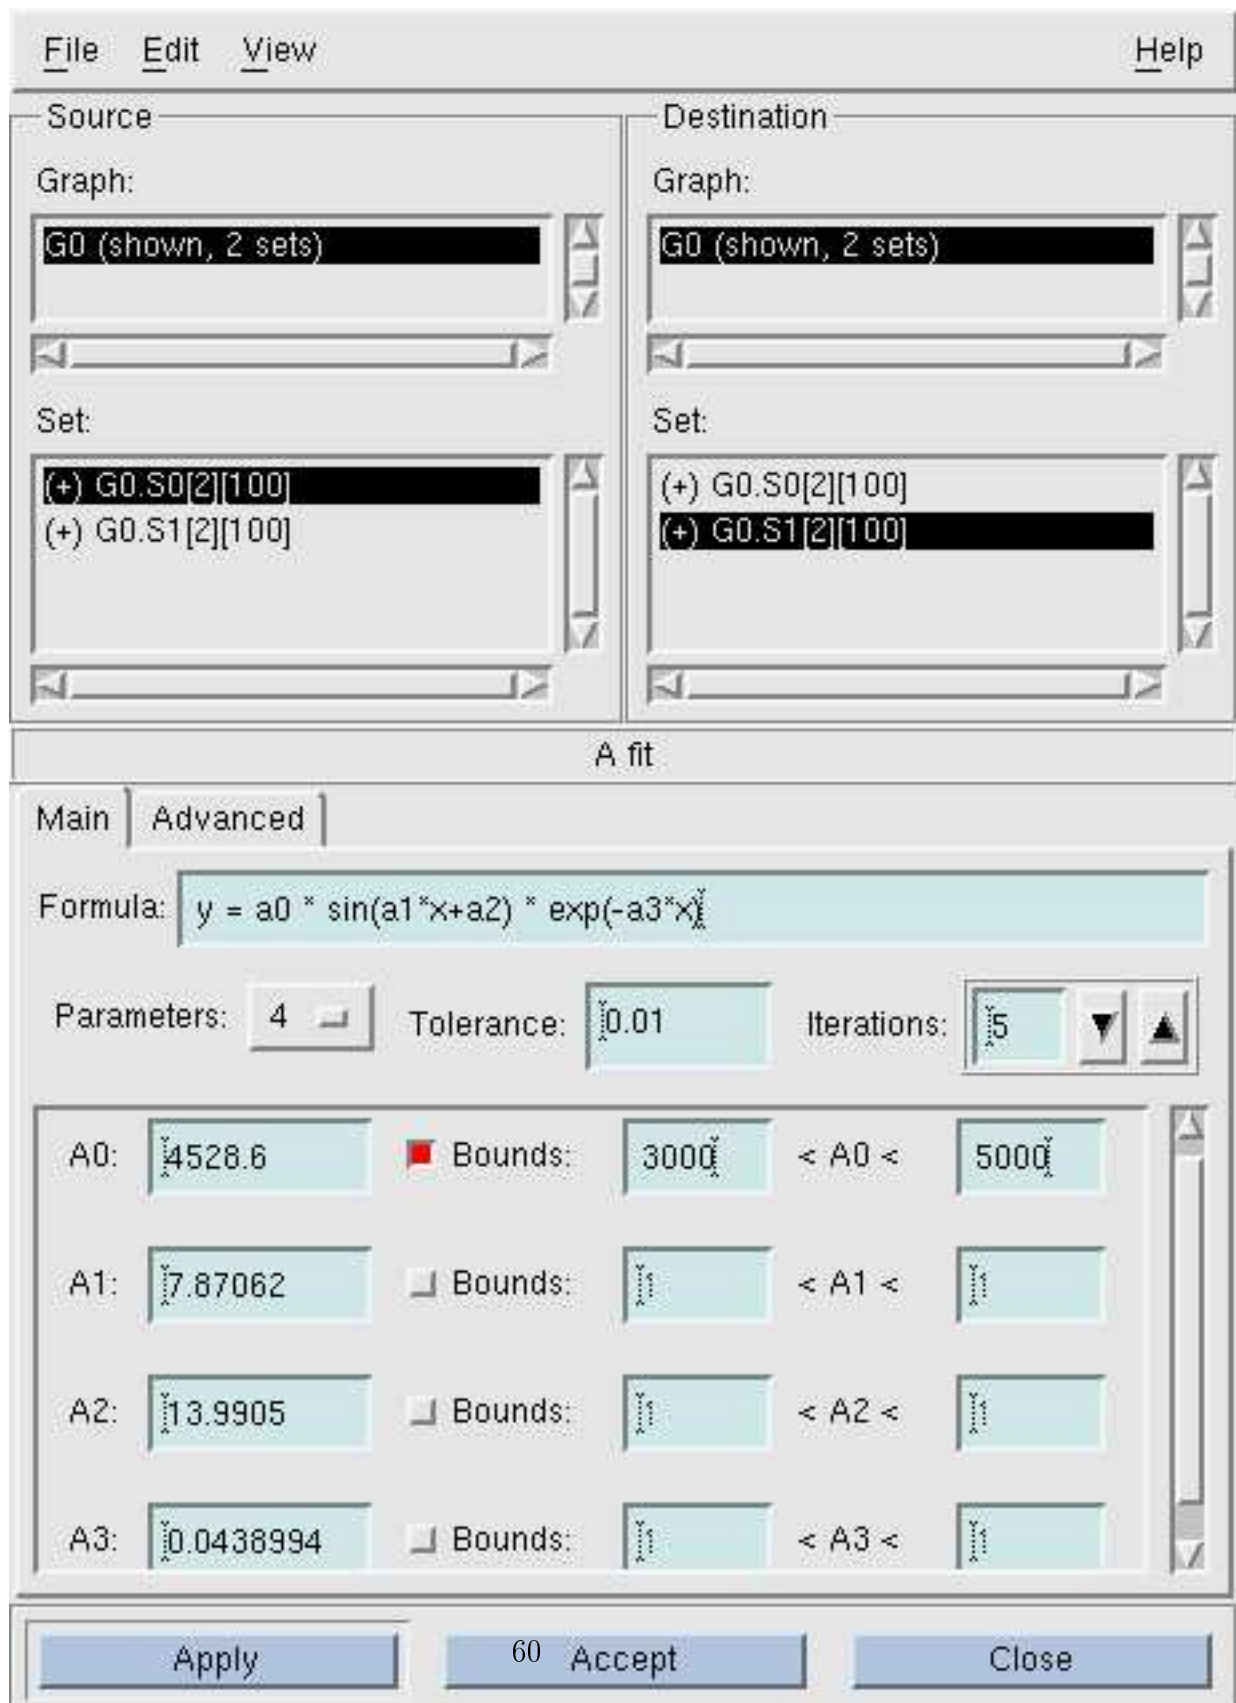 File Edit View Help
Source Destination
Graph: Graph:
G0 (shown, 2 sets) G0 (shown, 2 sets)
Set: Set:
(+) G0.S0[2][100] (+) G0.S0[2][100]
(+) G0.S1[2][100] (+) G0.S1[2][100]
A fit
Main Advanced
Formula: y = a0 * sin(a1*x+a2) * exp(-a3*x)
Parameters: 4 Tolerance: 0.01 Iterations: 5
A0: 4528.6 Bounds: 3000 < A0 < 5000
A1: 7.87062 Bounds: 1 < A1 < 1
A2: 13.9905 Bounds: 1 < A2 < 1
A3: 0.0438994 Bounds: 1 < A3 < 1
Apply 60 Accept Close